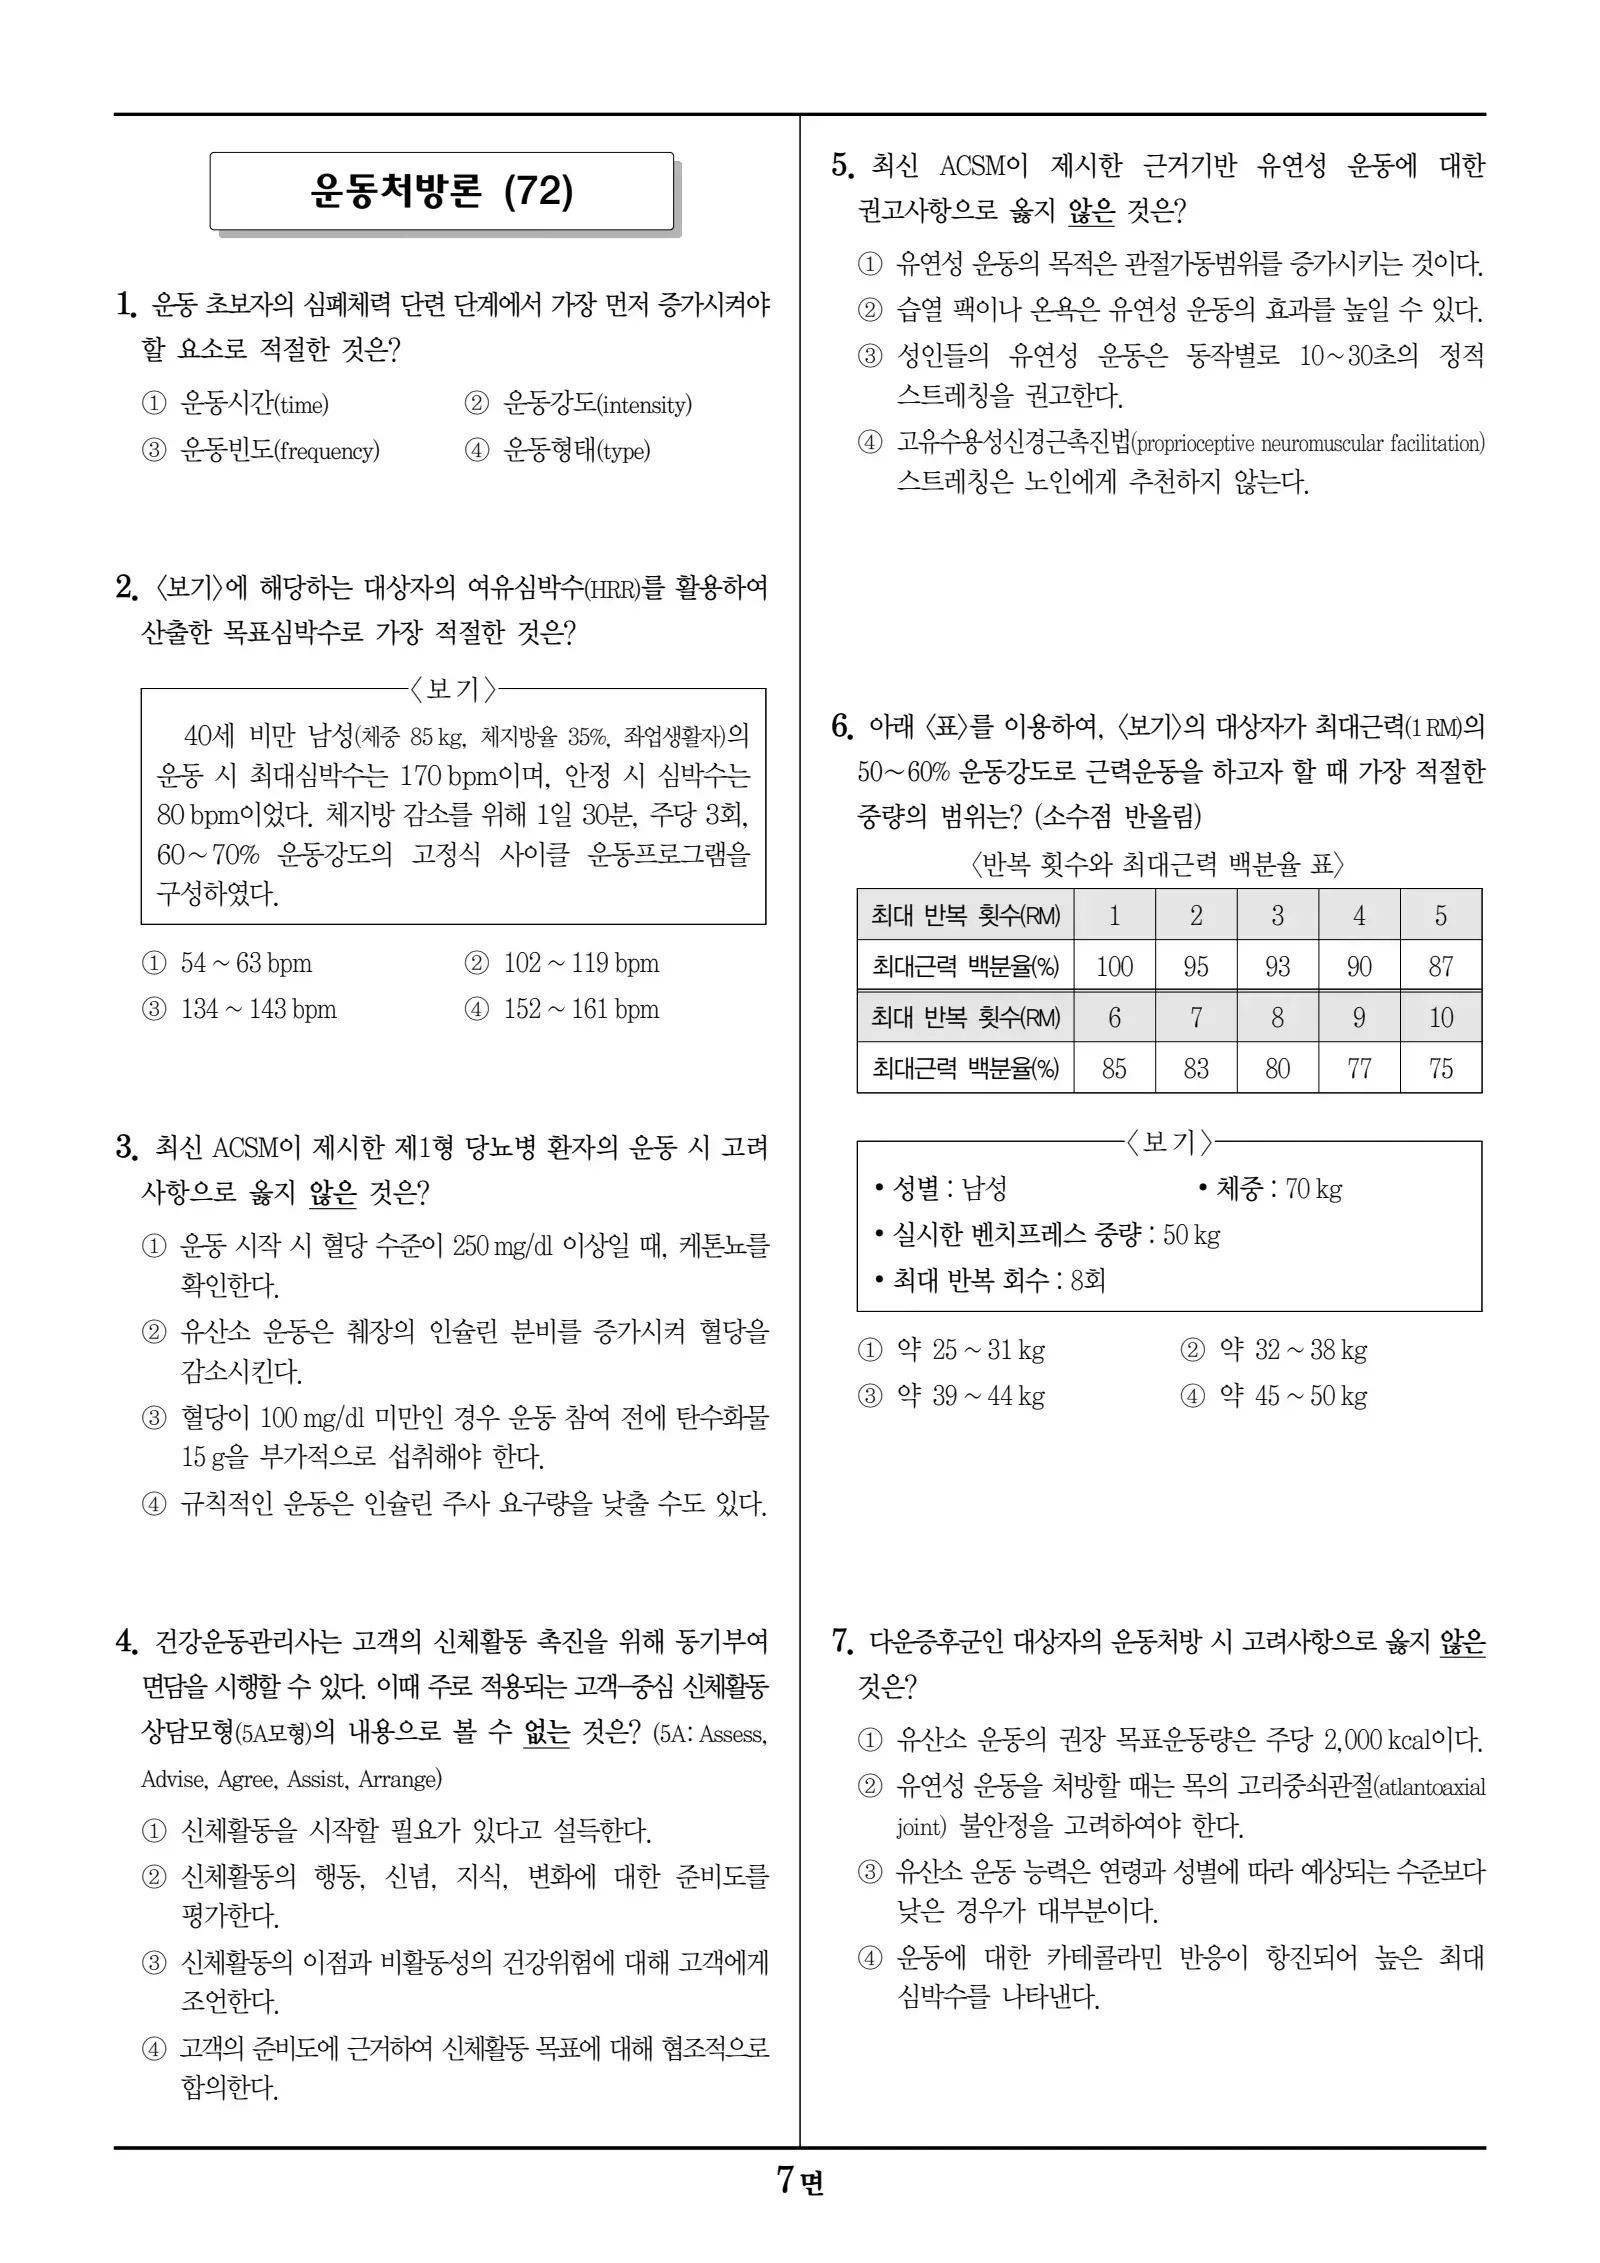 운동처방론 (72)
1. 운동 초보자의 심폐체력 단련 단계에서 가장 먼저 증가시켜야
할 요소로 적절한 것은?
① 운동시간(time)
② 운동강도(intensity)
③ 운동빈도(frequency)
④ 운동형태(type)
2. 〈보기〉에 해당하는 대상자의 여유심박수(HRR)를 활용하여
산출한 목표심박수로 가장 적절한 것은?
〈보기〉
40세 비만 남성(체중 85 kg, 체지방율 35%, 좌업생활자)의
운동 시 최대심박수는 170 bpm이며, 안정 시 심박수는
80 bpm이었다. 체지방 감소를 위해 1일 30분, 주당 3회,
60～70% 운동강도의 고정식 사이클 운동프로그램을
구성하였다.
① 54 ~ 63 bpm
② 102 ~ 119 bpm
③ 134 ~ 143 bpm
④ 152 ~ 161 bpm
3. 최신 ACSM이 제시한 제1형 당뇨병 환자의 운동 시 고려
사항으로 옳지 않은 것은?
① 운동 시작 시 혈당 수준이 250 mg/dl 이상일 때, 케톤뇨를
확인한다.
② 유산소 운동은 췌장의 인슐린 분비를 증가시켜 혈당을
감소시킨다.
③ 혈당이 100 mg/dl 미만인 경우 운동 참여 전에 탄수화물
15 g을 부가적으로 섭취해야 한다.
④ 규칙적인 운동은 인슐린 주사 요구량을 낮출 수도 있다.
4. 건강운동관리사는 고객의 신체활동 촉진을 위해 동기부여
면담을 시행할 수 있다. 이때 주로 적용되는 고객–중심 신체활동
상담모형(5A모형)의 내용으로 볼 수 없는 것은? (5A: Assess,
Advise, Agree, Assist, Arrange)
① 신체활동을 시작할 필요가 있다고 설득한다.
② 신체활동의 행동, 신념, 지식, 변화에 대한 준비도를
평가한다.
③ 신체활동의 이점과 비활동성의 건강위험에 대해 고객에게
조언한다.
④ 고객의 준비도에 근거하여 신체활동 목표에 대해 협조적으로
합의한다.
5. 최신 ACSM이 제시한 근거기반 유연성 운동에 대한
권고사항으로 옳지 않은 것은?
① 유연성 운동의 목적은 관절가동범위를 증가시키는 것이다.
② 습열 팩이나 온욕은 유연성 운동의 효과를 높일 수 있다.
③ 성인들의 유연성 운동은 동작별로 10～30초의 정적
스트레칭을 권고한다.
④ 고유수용성신경근촉진법(proprioceptive neuromuscular facilitation)
스트레칭은 노인에게 추천하지 않는다.
6. 아래 〈표〉를 이용하여, 〈보기〉의 대상자가 최대근력(1 RM)의
50～60% 운동강도로 근력운동을 하고자 할 때 가장 적절한
중량의 범위는? (소수점 반올림)
〈반복 횟수와 최대근력 백분율 표〉
최대 반복 횟수(RM) 1 2 3 4 5
최대근력 백분율(%) 100 95 93 90 87
최대 반복 횟수(RM) 6 7 8 9 10
최대근력 백분율(%) 85 83 80 77 75
〈보기〉
• 성별 : 남성 • 체중 : 70 kg
• 실시한 벤치프레스 중량 : 50 kg
• 최대 반복 회수 : 8회
① 약 25 ~ 31 kg
② 약 32 ~ 38 kg
③ 약 39 ~ 44 kg
④ 약 45 ~ 50 kg
7. 다운증후군인 대상자의 운동처방 시 고려사항으로 옳지 않은
것은?
① 유산소 운동의 권장 목표운동량은 주당 2,000 kcal이다.
② 유연성 운동을 처방할 때는 목의 고리중쇠관절(atlantoaxial
joint) 불안정을 고려하여야 한다.
③ 유산소 운동 능력은 연령과 성별에 따라 예상되는 수준보다
낮은 경우가 대부분이다.
④ 운동에 대한 카테콜라민 반응이 항진되어 높은 최대
심박수를 나타낸다.
7 면